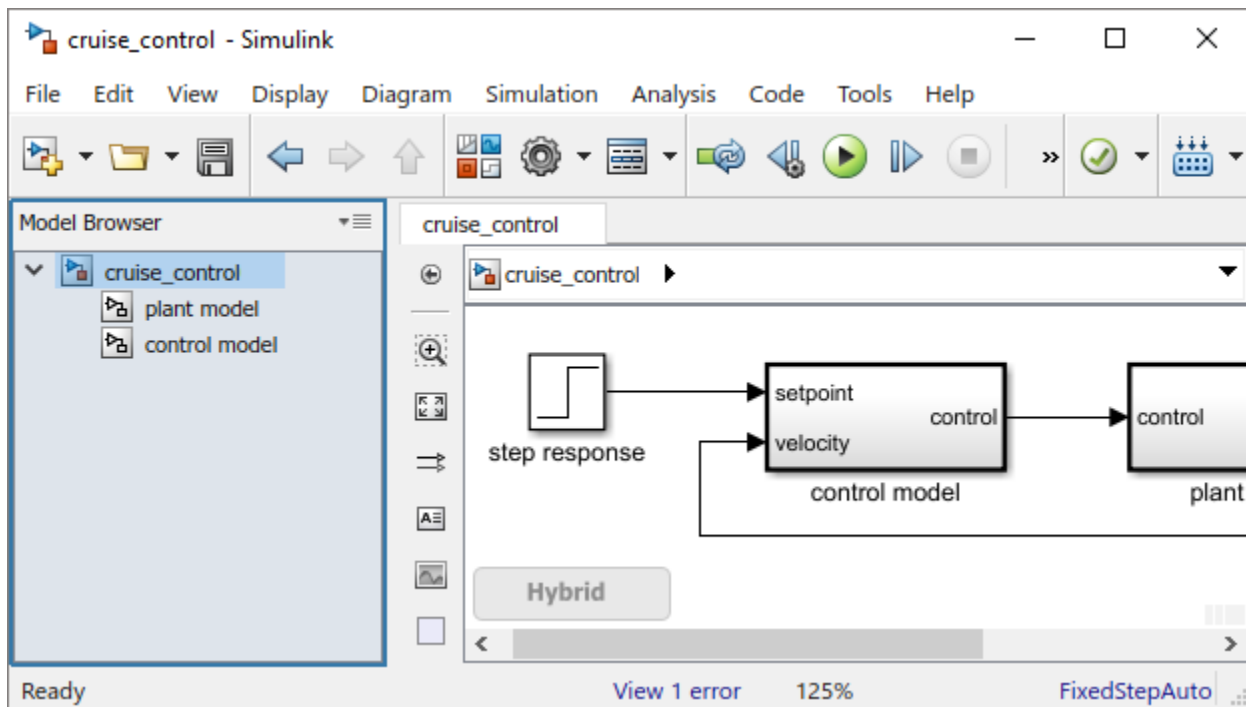 cruise_control - Simulink
File Edit View Display Diagram Simulation Analysis Code Tools Help
Model Browser
cruise_control
cruise_control
plant model
control model
cruise_control
setpoint
velocity
control
control
step response
control model
plant
Hybrid
Ready View 1 error 125% FixedStepAuto